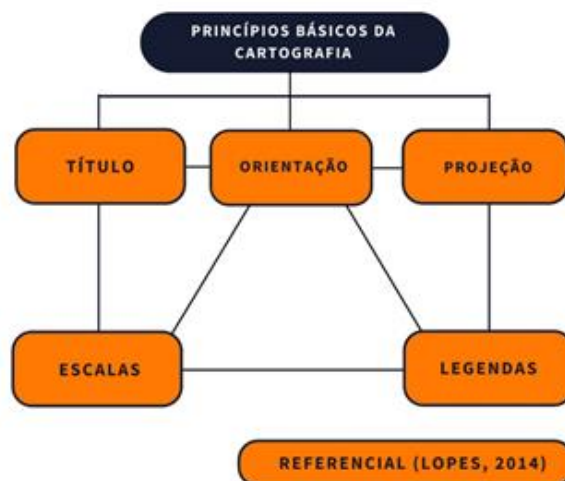 PRINCÍPIOS BÁSICOS DA
CARTOGRAFIA
TÍTULO
ORIENTAÇÃO
PROJEÇÃO
ESCALAS
LEGENDAS
REFERENCIAL (LOPES, 2014)